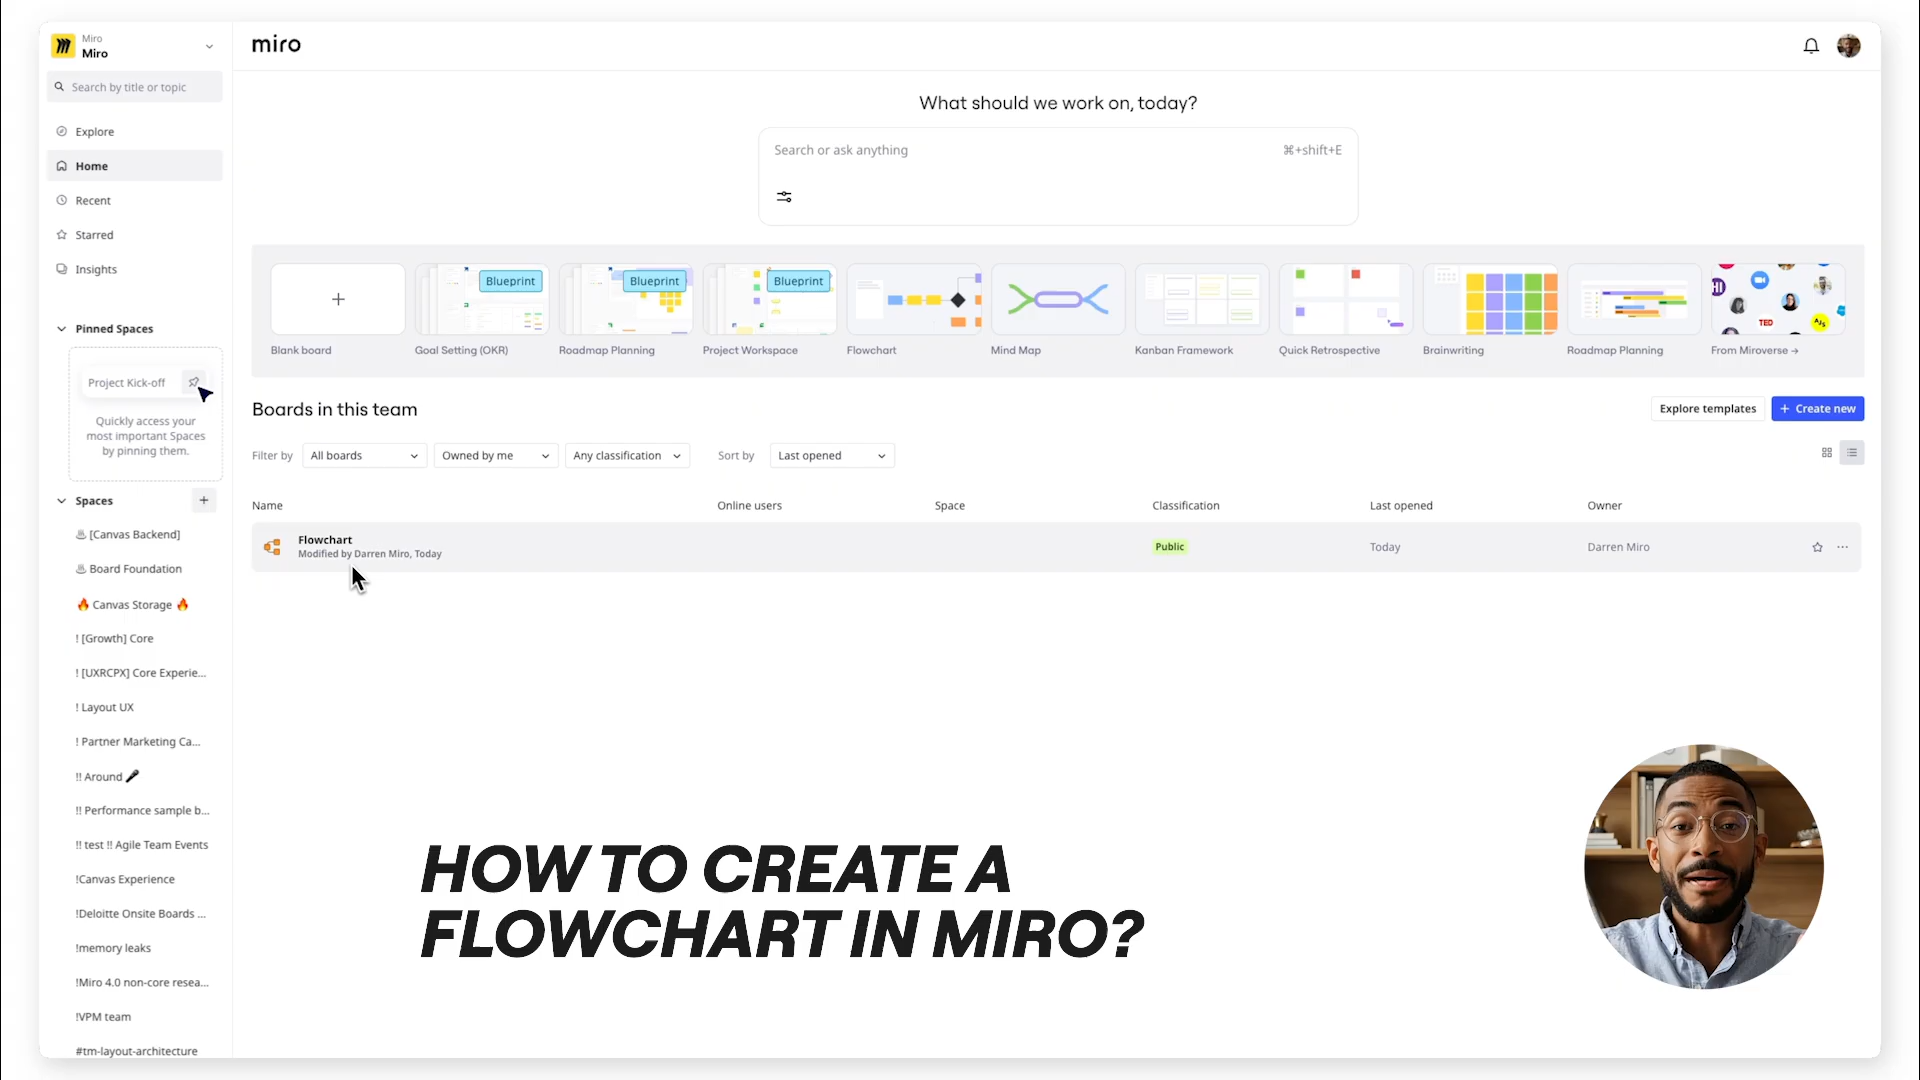 Miro
Miro
miro
Search by title or topic
Explore
Home
Recent
Starred
Insights
Pinned Spaces
Project Kick-off
Quickly access your
most important Spaces
by pinning them.
Spaces
♨ [Canvas Backend]
♨ Board Foundation
🔥 Canvas Storage 🔥
! [Growth] Core
! [UXRCPX] Core Experie...
! Layout UX
! Partner Marketing Ca...
!! Around 🎤
!! Performance sample b...
!! test !! Agile Team Events
!Canvas Experience
!Deloitte Onsite Boards ...
!memory leaks
!Miro 4.0 non-core resea...
!VPM team
#tm-layout-architecture
What should we work on, today?
Search or ask anything
⌘+shift+E
Blueprint
Blueprint
Blueprint
HI
TED
AJS
Blank board
Goal Setting (OKR)
Roadmap Planning
Project Workspace
Flowchart
Mind Map
Kanban Framework
Quick Retrospective
Brainwriting
Roadmap Planning
From Miroverse →
Boards in this team
Explore templates
+ Create new
Filter by
All boards
Owned by me
Any classification
Sort by
Last opened
Name
Online users
Space
Classification
Last opened
Owner
Flowchart
Modified by Darren Miro, Today
Public
Today
Darren Miro
HOW TO CREATE A
FLOWCHART IN MIRO?